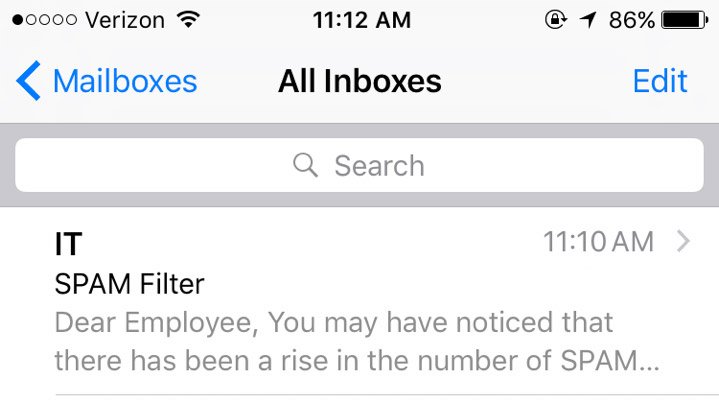 Verizon 11:12 AM 86%
Mailboxes All Inboxes Edit
Search
IT 11:10 AM
SPAM Filter
Dear Employee, You may have noticed that
there has been a rise in the number of SPAM...